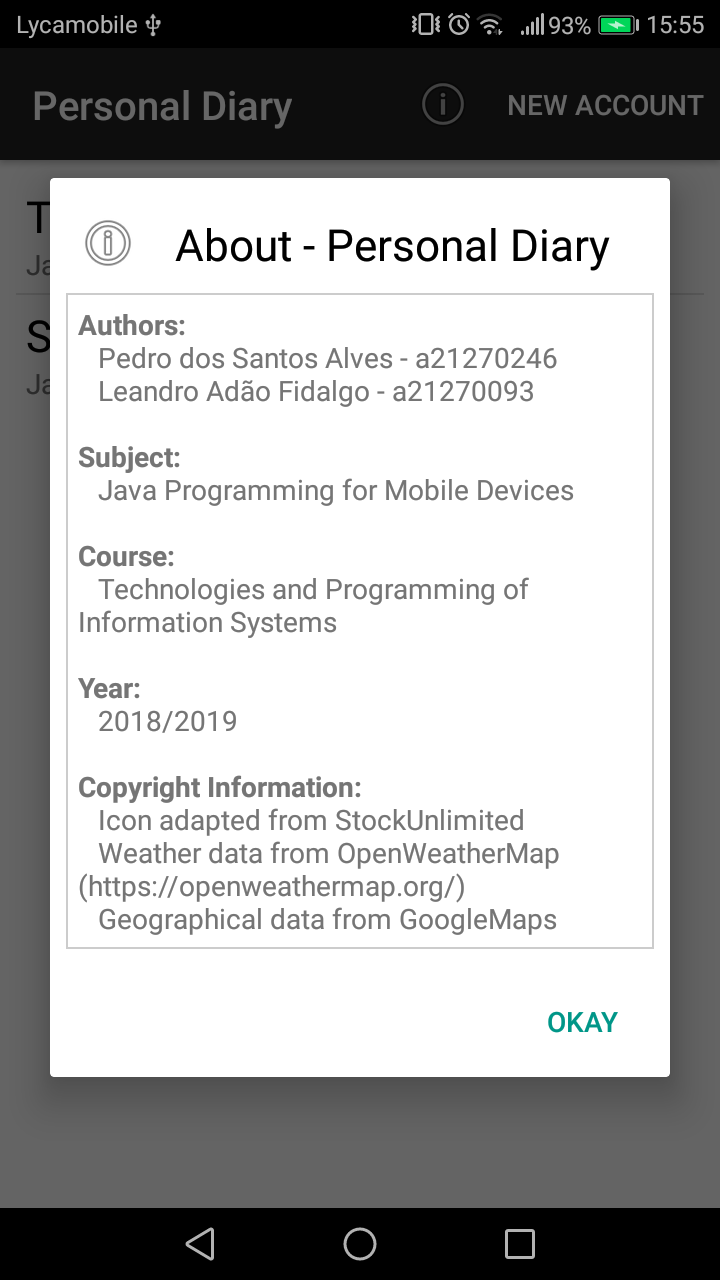 Lycamobile 93% 15:55
Personal Diary NEW ACCOUNT
T
Ja
S
Ja
About - Personal Diary
Authors:
Pedro dos Santos Alves - a21270246
Leandro Adão Fidalgo - a21270093
Subject:
Java Programming for Mobile Devices
Course:
Technologies and Programming of
Information Systems
Year:
2018/2019
Copyright Information:
Icon adapted from StockUnlimited
Weather data from OpenWeatherMap
(https://openweathermap.org/)
Geographical data from GoogleMaps
OKAY